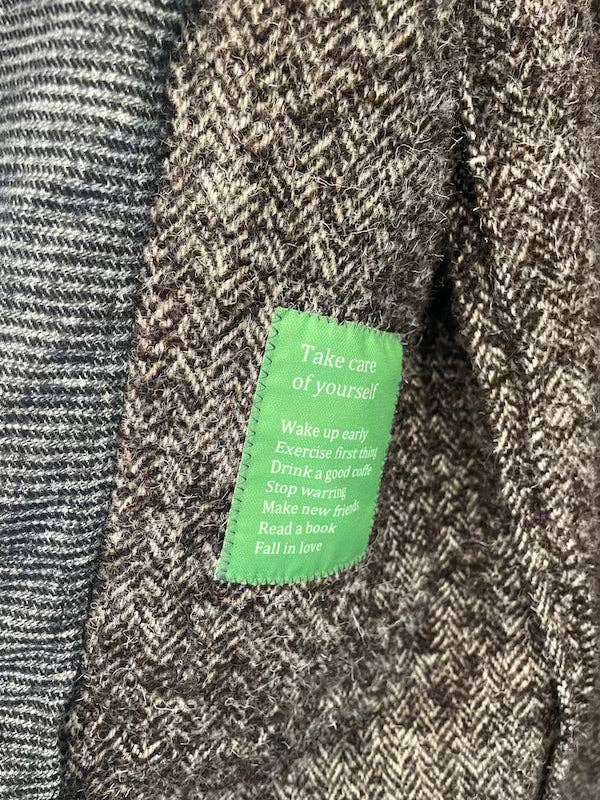 Take care
of yourself
Wake up early
Exercise first thing
Drink a good coffe
Stop warring
Make new friends
Read a book
Fall in love